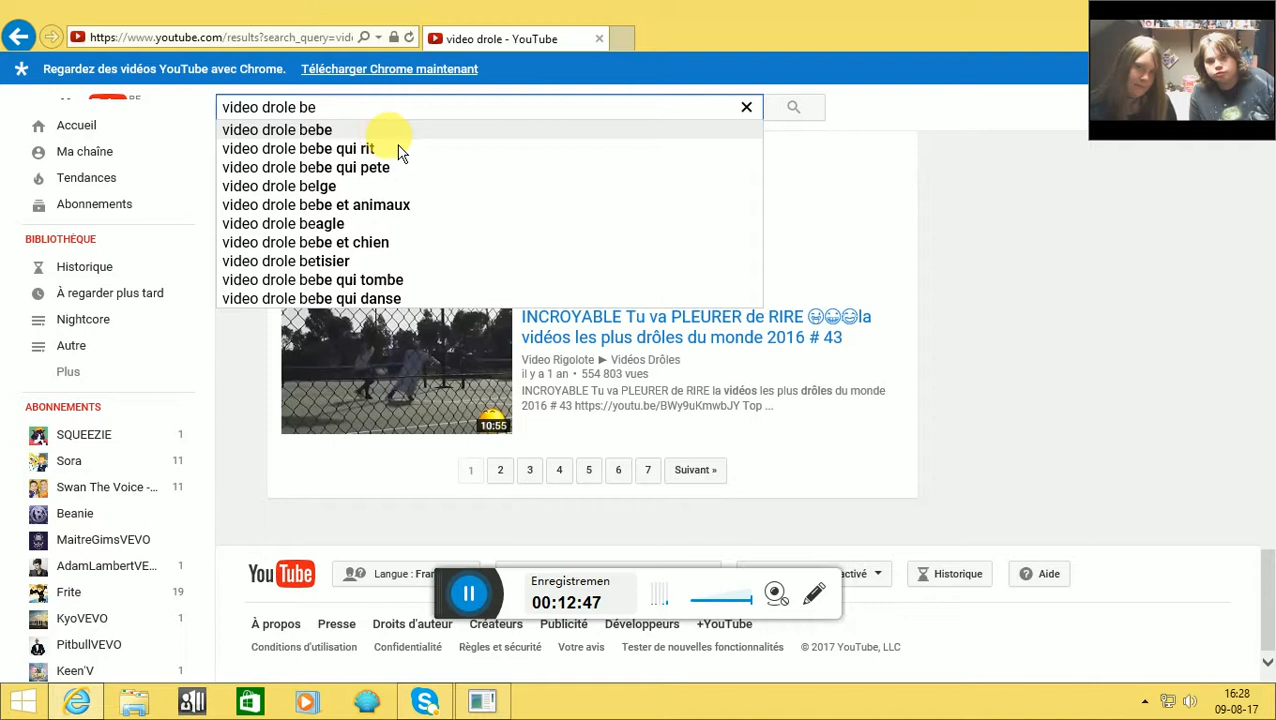 https://www.youtube.com/results?search_query=vid
video drole - YouTube
Regardez des vidéos YouTube avec Chrome. Télécharger Chrome maintenant
BE
video drole be
video drole bebe
video drole bebe qui rit
video drole bebe qui pete
video drole belge
video drole bebe et animaux
video drole beagle
video drole bebe et chien
video drole betisier
video drole bebe qui tombe
video drole bebe qui danse
Accueil
Ma chaîne
Tendances
Abonnements
BIBLIOTHÈQUE
Historique
À regarder plus tard
Nightcore
Autre
Plus
ABONNEMENTS
SQUEEZIE 1
Sora 11
Swan The Voice -... 11
Beanie
MaitreGimsVEVO
AdamLambertVE...
Frite 19
KyoVEVO 1
PitbullVEVO
Keen'V 1
INCROYABLE Tu va PLEURER de RIRE 😂😂😂la
vidéos les plus drôles du monde 2016 # 43
Video Rigolote ► Vidéos Drôles
il y a 1 an • 554 803 vues
INCROYABLE Tu va PLEURER de RIRE la vidéos les plus drôles du monde
2016 # 43 https://youtu.be/BWy9uKmwbJY Top ...
10:55
1 2 3 4 5 6 7 Suivant »
YouTube
Langue : Fran
activé
Historique
Aide
Enregistremen
00:12:47
À propos Presse Droits d'auteur Créateurs Publicité Développeurs +YouTube
Conditions d'utilisation Confidentialité Règles et sécurité Votre avis Tester de nouvelles fonctionnalités © 2017 YouTube, LLC
16:28
09-08-17